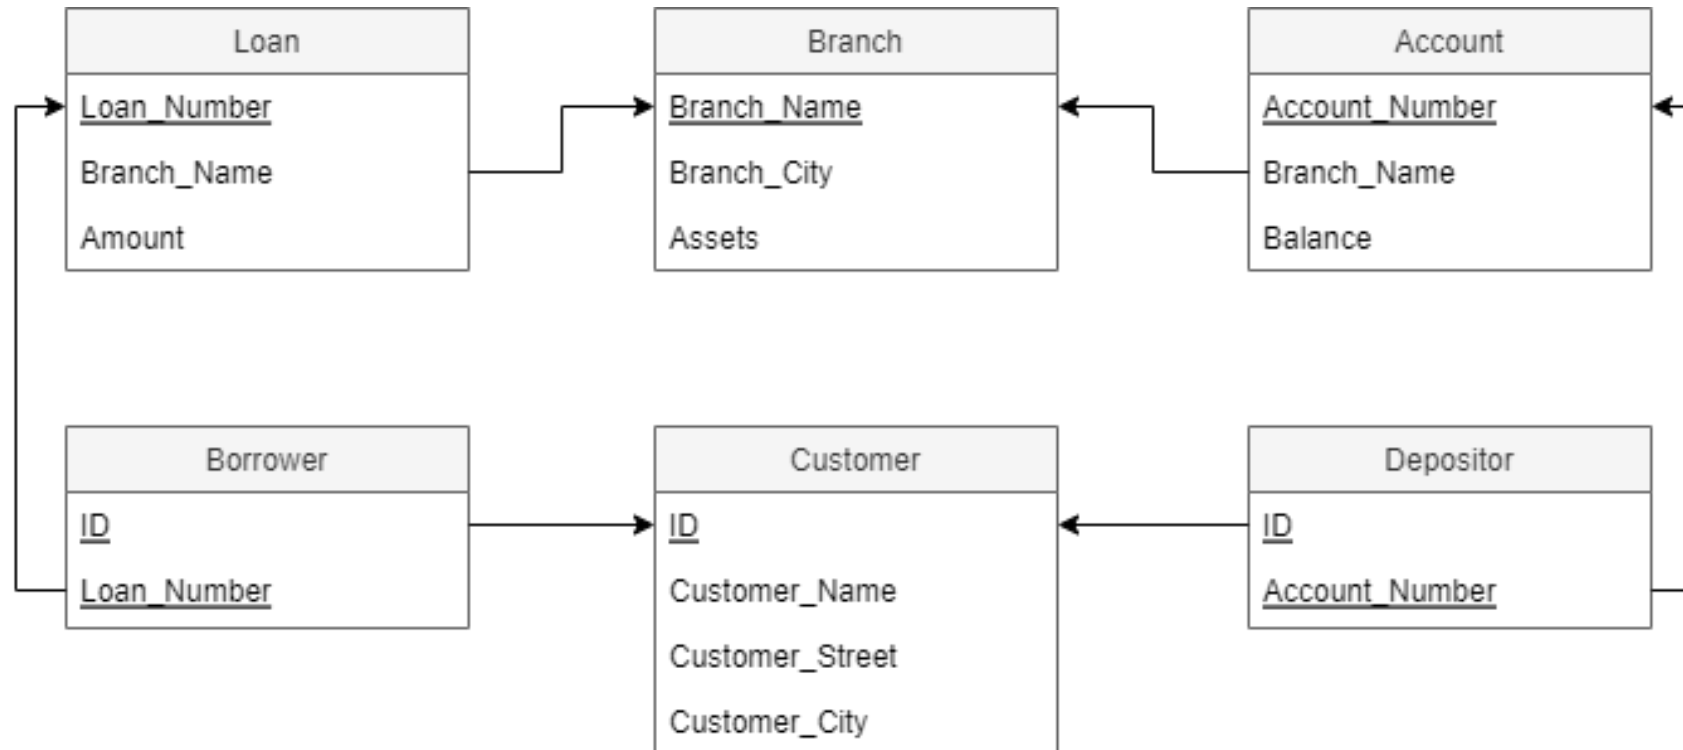 Loan
Loan_Number
Branch_Name
Amount
Branch
Branch_Name
Branch_City
Assets
Account
Account_Number
Branch_Name
Balance
Borrower
ID
Loan_Number
Customer
ID
Customer_Name
Customer_Street
Customer_City
Depositor
ID
Account_Number